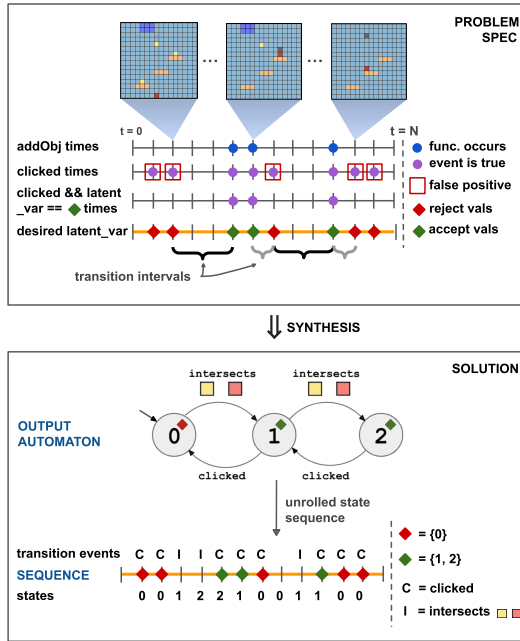 PROBLEM
SPEC
... ...
t = 0
t = N
addObj times
func. occurs
clicked times
event is true
clicked && latent
false positive
_var == times
reject vals
desired latent_var
accept vals
transition intervals
SYNTHESIS
SOLUTION
intersects intersects
OUTPUT
AUTOMATON
0 1 2
clicked clicked
unrolled state
sequence
transition events C C I I C C C I C C C
= {0}
SEQUENCE
= {1, 2}
states 0 0 1 2 2 1 0 0 1 1 0 0
C = clicked
I = intersects